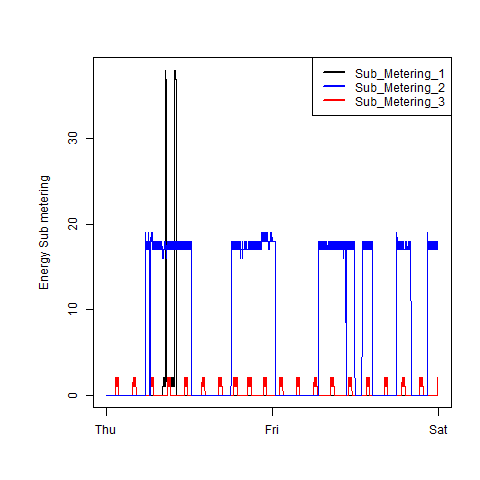 Sub_Metering_1
Sub_Metering_2
Sub_Metering_3
Energy Sub metering
30
20
10
0
Thu Fri Sat